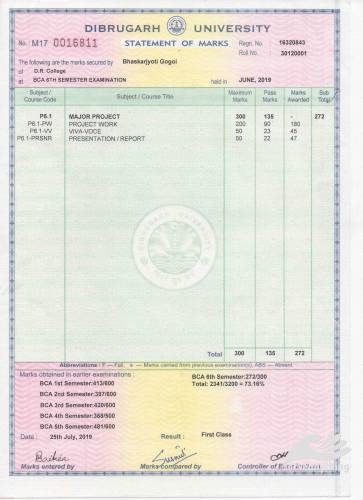 DIBRUGARH UNIVERSITY
No. M17 0016811 STATEMENT OF MARKS Regn. No. 16320843
Roll No. 30120001
The following are the marks secured by Bhaskarjyoti Gogoi
of D.R. College
at BCA 6TH SEMESTER EXAMINATION held in JUNE, 2019
Subject / Course Code Subject / Course Title Maximum Marks Pass Marks Marks Awarded Sub Total
P6.1 MAJOR PROJECT 300 135 - 272
P6.1-PW PROJECT WORK 200 90 180
P6.1-VV VIVA-VOCE 50 23 45
P6.1-PRSNR PRESENTATION / REPORT 50 22 47
DIBRUGARH UNIVERSITY
Total 300 135 272
Abbreviations : F — Fail, ★ — Marks carried from previous examination(s), ABS — Absent
Marks obtained in earlier examinations : BCA 6th Semester:272/300
BCA 1st Semester:413/600 Total: 2341/3200 = 73.16%
BCA 2nd Semester:387/600
BCA 3rd Semester:420/600
BCA 4th Semester:368/500
BCA 5th Semester:481/600
Date : 25th July, 2019 Result : First Class
Marks entered by Marks compared by Controller of Examination